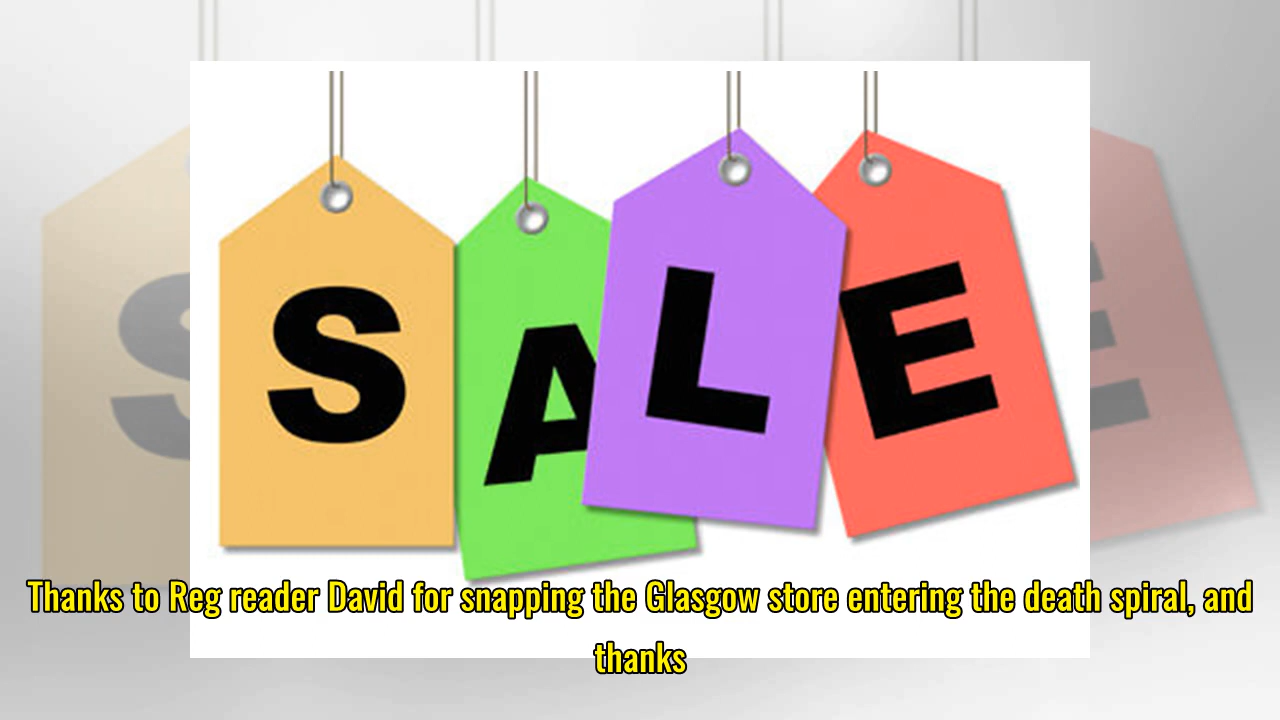 SALE
Thanks to Reg reader David for snapping the Glasgow store entering the death spiral, and
thanks